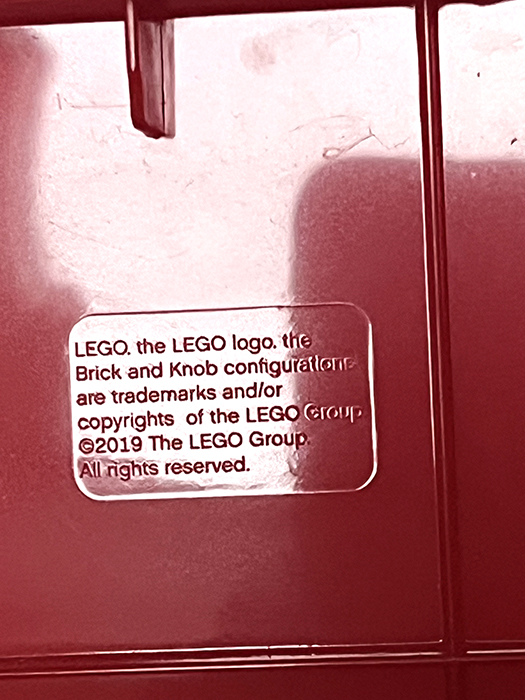 LEGO, the LEGO logo, the
Brick and Knob configurations
are trademarks and/or
copyrights of the LEGO Group.
©2019 The LEGO Group.
All rights reserved.